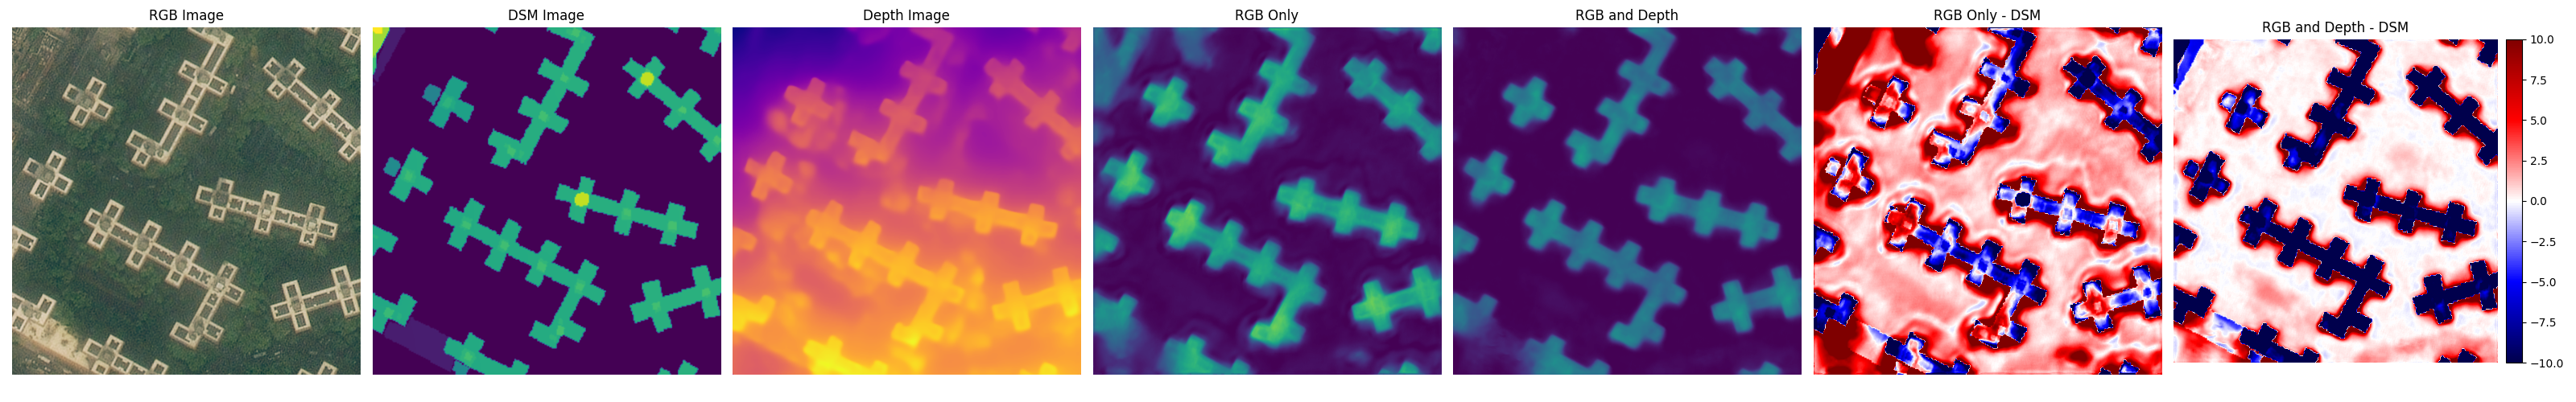 RGB Image
DSM Image
Depth Image
RGB Only
RGB and Depth
RGB Only - DSM
RGB and Depth - DSM
10.0
7.5
5.0
2.5
0.0
−2.5
−5.0
−7.5
−10.0